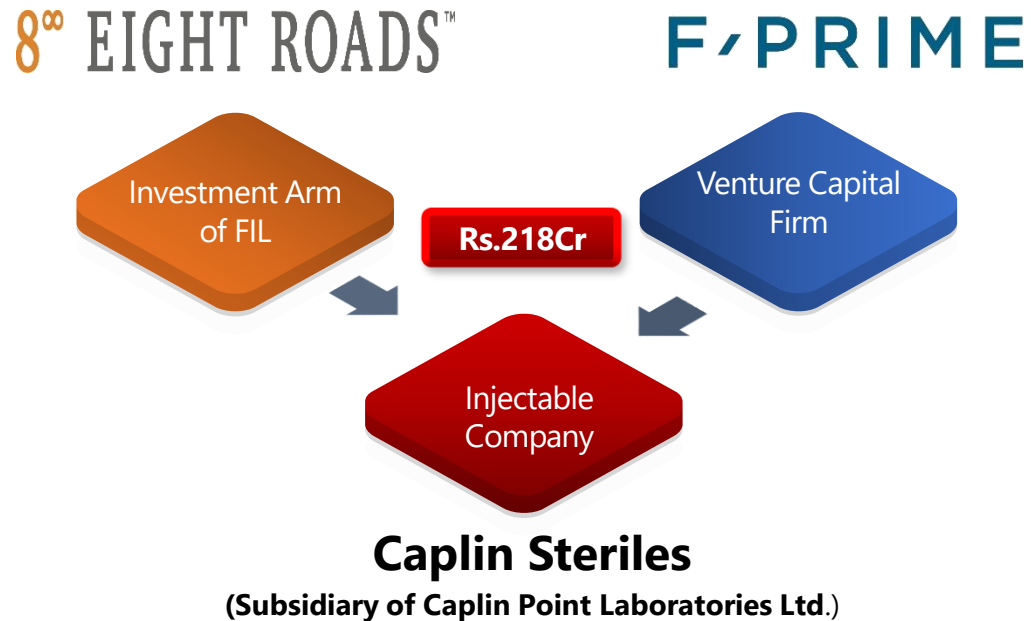 8∞ EIGHT ROADS™
F-PRIME
Investment Arm
of FIL
Rs.218Cr
Venture Capital
Firm
Injectable
Company
Caplin Steriles
(Subsidiary of Caplin Point Laboratories Ltd.)